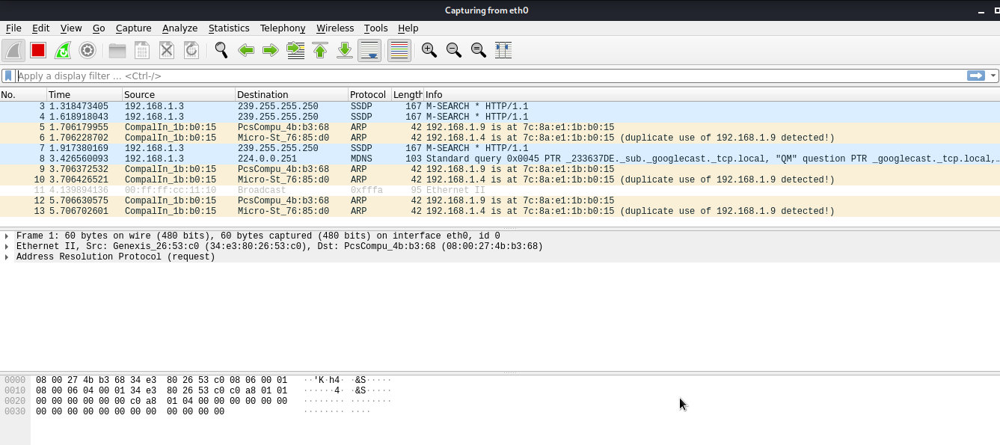 Capturing from eth0
File Edit View Go Capture Analyze Statistics Telephony Wireless Tools Help
Apply a display filter … <Ctrl-/>
No. Time Source Destination Protocol Length Info
3 1.318473405 192.168.1.3 239.255.255.250 SSDP 167 M-SEARCH * HTTP/1.1
4 1.618918043 192.168.1.3 239.255.255.250 SSDP 167 M-SEARCH * HTTP/1.1
5 1.706179955 CompalIn_1b:b0:15 PcsCompu_4b:b3:68 ARP 42 192.168.1.9 is at 7c:8a:e1:1b:b0:15
6 1.706228702 CompalIn_1b:b0:15 Micro-St_76:85:d0 ARP 42 192.168.1.4 is at 7c:8a:e1:1b:b0:15 (duplicate use of 192.168.1.9 detected!)
7 1.917380169 192.168.1.3 239.255.255.250 SSDP 167 M-SEARCH * HTTP/1.1
8 3.426560093 192.168.1.3 224.0.0.251 MDNS 103 Standard query 0x0045 PTR _233637DE._sub._googlecast._tcp.local, "QM" question PTR _googlecast._tcp.local,…
9 3.706372532 CompalIn_1b:b0:15 PcsCompu_4b:b3:68 ARP 42 192.168.1.9 is at 7c:8a:e1:1b:b0:15
10 3.706426521 CompalIn_1b:b0:15 Micro-St_76:85:d0 ARP 42 192.168.1.4 is at 7c:8a:e1:1b:b0:15 (duplicate use of 192.168.1.9 detected!)
11 4.139894136 00:ff:ff:cc:11:10 Broadcast 0xfffa 95 Ethernet II
12 5.706630575 CompalIn_1b:b0:15 PcsCompu_4b:b3:68 ARP 42 192.168.1.9 is at 7c:8a:e1:1b:b0:15
13 5.706702601 CompalIn_1b:b0:15 Micro-St_76:85:d0 ARP 42 192.168.1.4 is at 7c:8a:e1:1b:b0:15 (duplicate use of 192.168.1.9 detected!)
Frame 1: 60 bytes on wire (480 bits), 60 bytes captured (480 bits) on interface eth0, id 0
Ethernet II, Src: Genexis_26:53:c0 (34:e3:80:26:53:c0), Dst: PcsCompu_4b:b3:68 (08:00:27:4b:b3:68)
Address Resolution Protocol (request)
0000 08 00 27 4b b3 68 34 e3 80 26 53 c0 08 06 00 01 ··'K·h4· ·&S·····
0010 08 00 06 04 00 01 34 e3 80 26 53 c0 c0 a8 01 01 ······4· ·&S·····
0020 00 00 00 00 00 00 c0 a8 01 04 00 00 00 00 00 00 ········ ········
0030 00 00 00 00 00 00 00 00 00 00 00 00 ········ ····